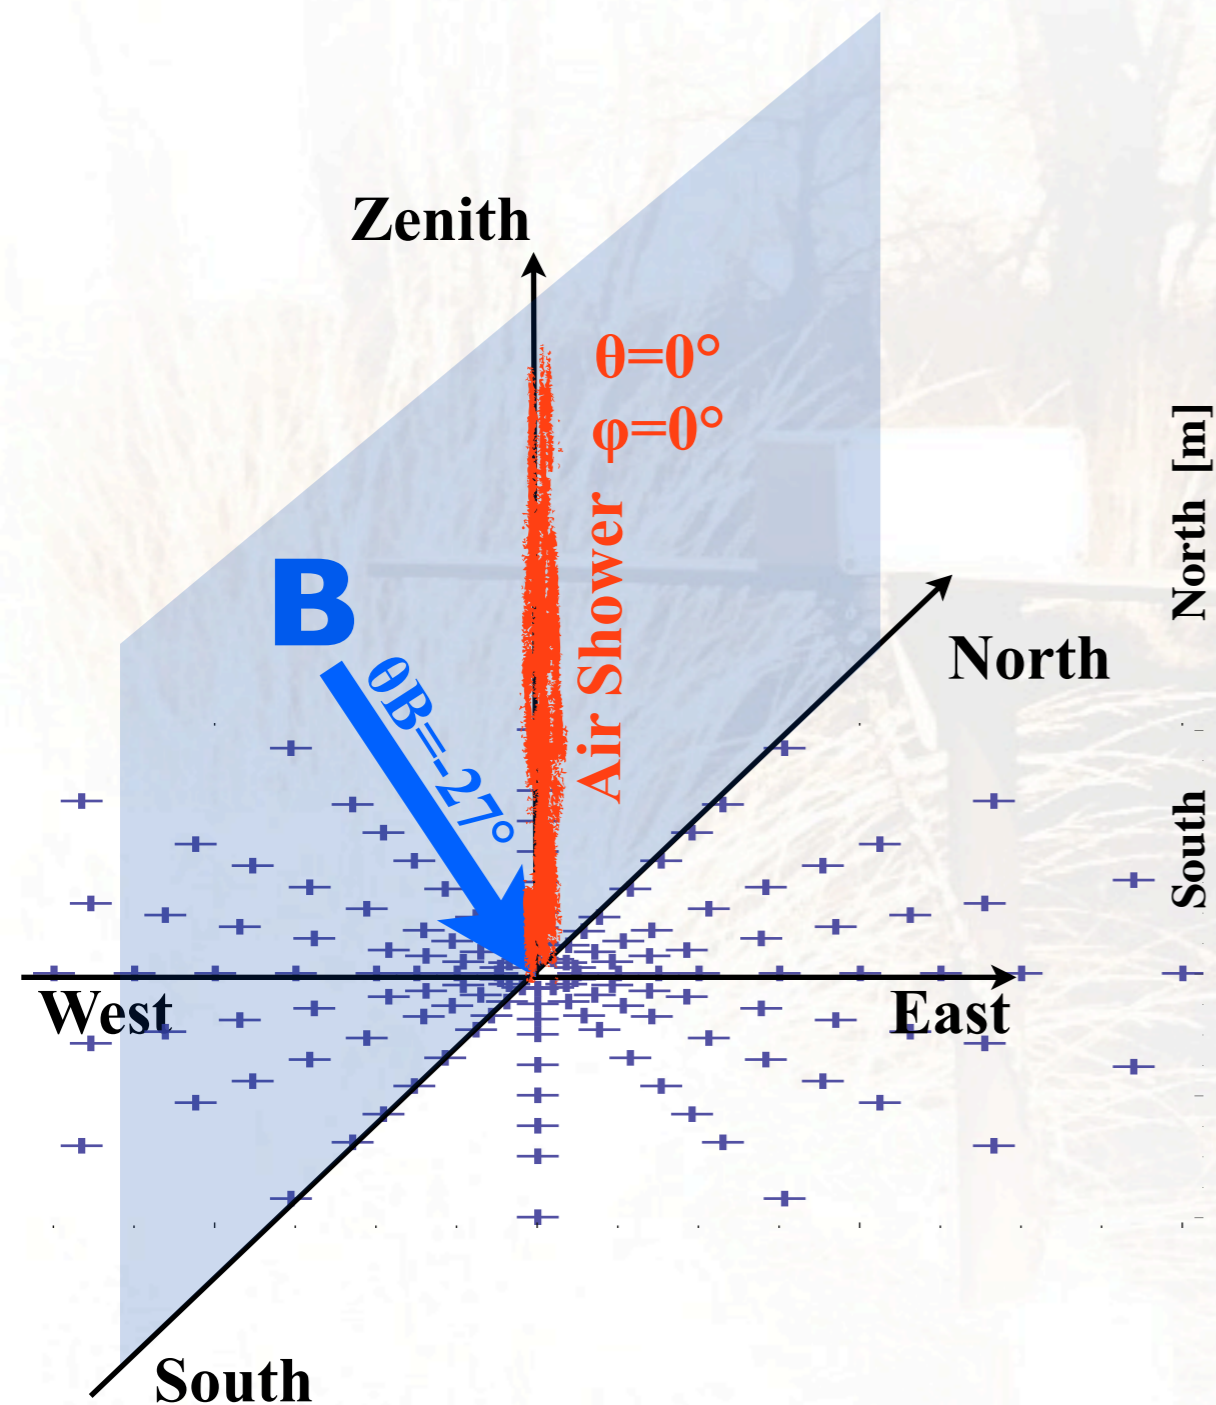 Zenith
θ=0°
φ=0°
Air Shower
B
θB=-27°
North [m]
South
North
West
East
South